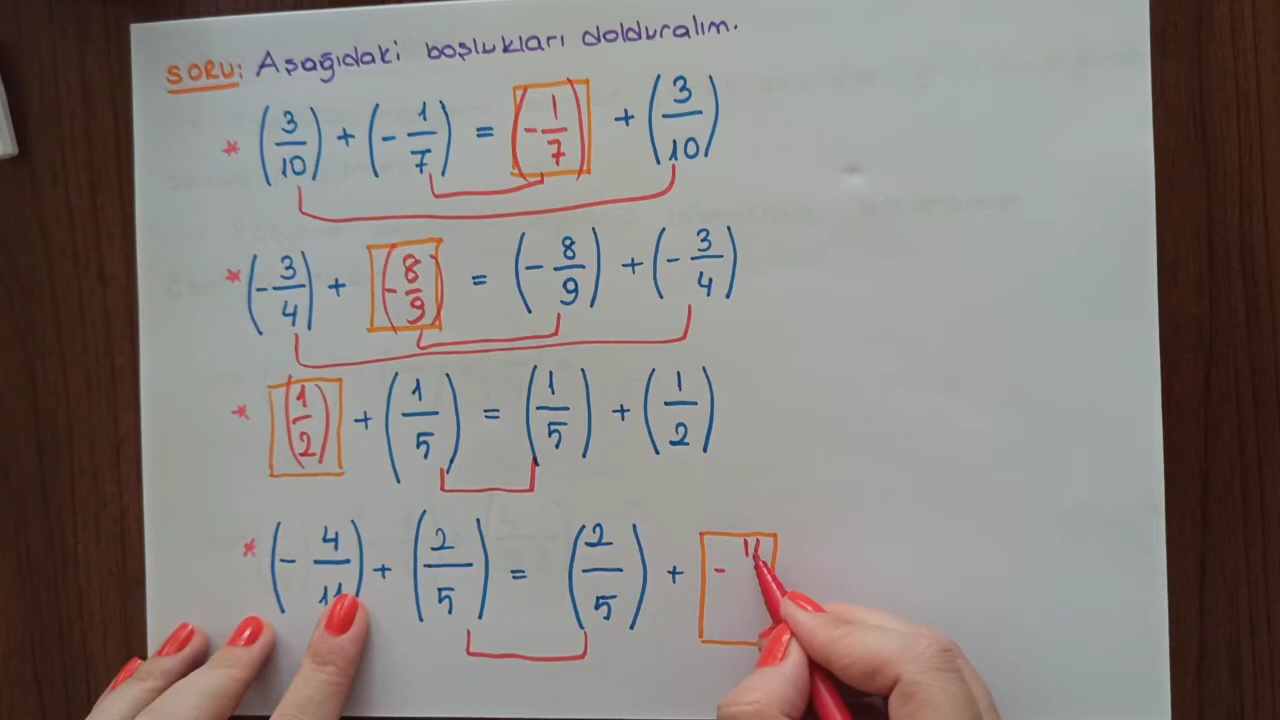 SORU: Aşağıdaki boşlukları dolduralım.
* (3/10) + (-1/7) = (-1/7) + (3/10)
* (-3/4) + (-8/9) = (-8/9) + (-3/4)
* (1/2) + (1/5) = (1/5) + (1/2)
* (-4/11) + (2/5) = (2/5) + -